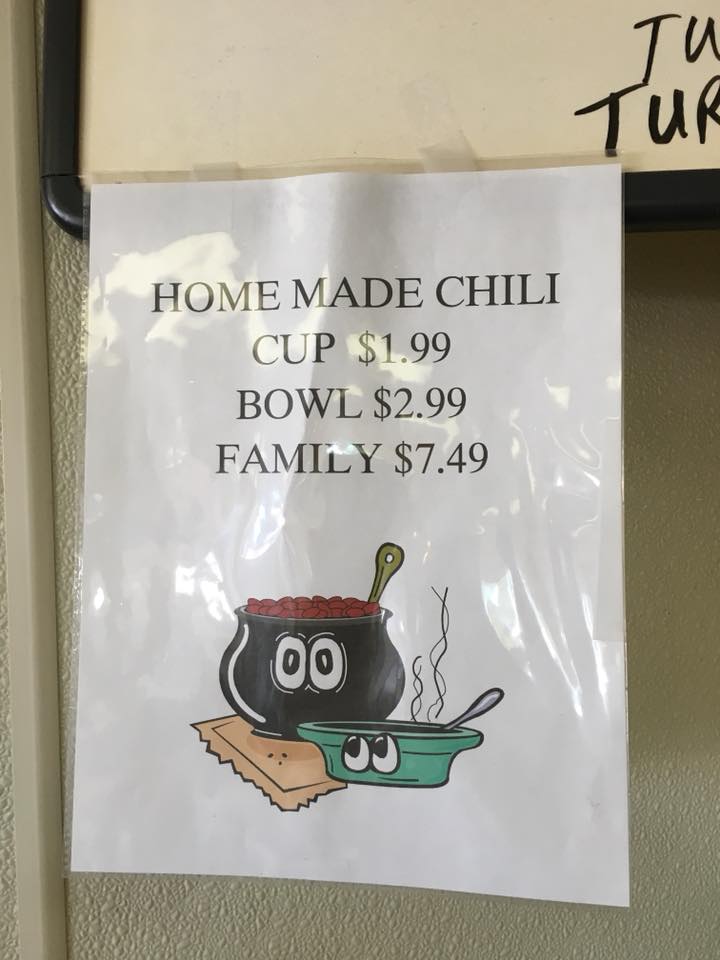 HOME MADE CHILI
CUP $1.99
BOWL $2.99
FAMILY $7.49